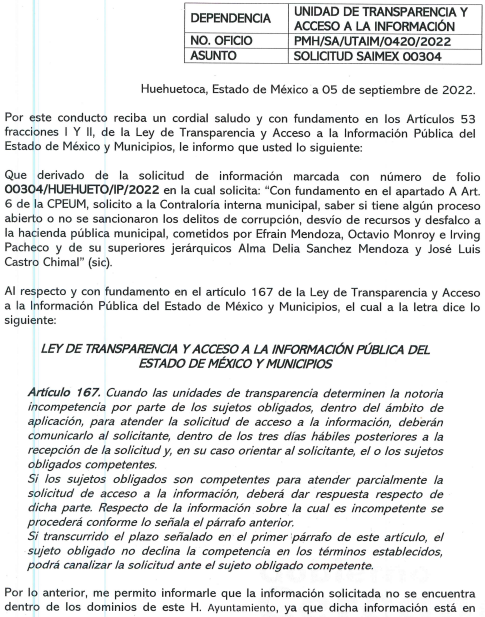 DEPENDENCIA
UNIDAD DE TRANSPARENCIA Y
ACCESO A LA INFORMACIÓN
NO. OFICIO
PMH/SA/UTAIM/0420/2022
ASUNTO
SOLICITUD SAIMEX 00304
Huehuetoca, Estado de México a 05 de septiembre de 2022.
Por este conducto reciba un cordial saludo y con fundamento en los Artículos 53
fracciones I Y II, de la Ley de Transparencia y Acceso a la Información Pública del
Estado de México y Municipios, le informo que usted lo siguiente:
Que derivado de la solicitud de información marcada con número de folio
00304/HUEHUETO/IP/2022 en la cual solicita: “Con fundamento en el apartado A Art.
6 de la CPEUM, solicito a la Contraloría interna municipal, saber si tiene algún proceso
abierto o no se sancionaron los delitos de corrupción, desvío de recursos y desfalco a
la hacienda pública municipal, cometidos por Efrain Mendoza, Octavio Monroy e Irving
Pacheco y de su superiores jerárquicos Alma Delia Sanchez Mendoza y José Luis
Castro Chimal” (sic).
Al respecto y con fundamento en el artículo 167 de la Ley de Transparencia y Acceso
a la Información Pública del Estado de México y Municipios, el cual a la letra dice lo
siguiente:
LEY DE TRANSPARENCIA Y ACCESO A LA INFORMACIÓN PÚBLICA DEL
ESTADO DE MÉXICO Y MUNICIPIOS
Artículo 167. Cuando las unidades de transparencia determinen la notoria
incompetencia por parte de los sujetos obligados, dentro del ámbito de
aplicación, para atender la solicitud de acceso a la información, deberán
comunicarlo al solicitante, dentro de los tres días hábiles posteriores a la
recepción de la solicitud y, en su caso orientar al solicitante, el o los sujetos
obligados competentes.
Si los sujetos obligados son competentes para atender parcialmente la
solicitud de acceso a la información, deberá dar respuesta respecto de
dicha parte. Respecto de la información sobre la cual es incompetente se
procederá conforme lo señala el párrafo anterior.
Si transcurrido el plazo señalado en el primer párrafo de este artículo, el
sujeto obligado no declina la competencia en los términos establecidos,
podrá canalizar la solicitud ante el sujeto obligado competente.
Por lo anterior, me permito informarle que la información solicitada no se encuentra
dentro de los dominios de este H. Ayuntamiento, ya que dicha información está en